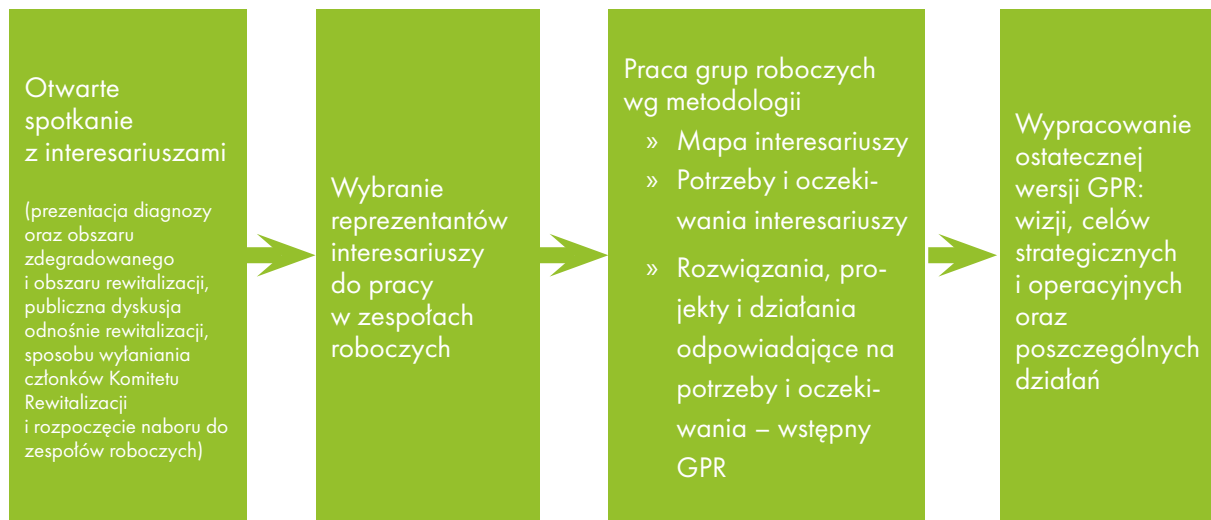 Otwarte
spotkanie
z interesariuszami
(prezentacja diagnozy
oraz obszaru
zdegradowanego
i obszaru rewitalizacji,
publiczna dyskusja
odnośnie rewitalizacji,
sposobu wyłaniania
członków Komitetu
Rewitalizacji
i rozpoczęcie naboru do
zespołów roboczych)
Wybranie
reprezentantów
interesariuszy
do pracy
w zespołach
roboczych
Praca grup roboczych
wg metodologii
» Mapa interesariuszy
» Potrzeby i oczeki-
wania interesariuszy
» Rozwiązania, pro-
jekty i działania
odpowiadające na
potrzeby i oczeki-
wania – wstępny
GPR
Wypracowanie
ostatecznej
wersji GPR:
wizji, celów
strategicznych
i operacyjnych
oraz
poszczególnych
działań